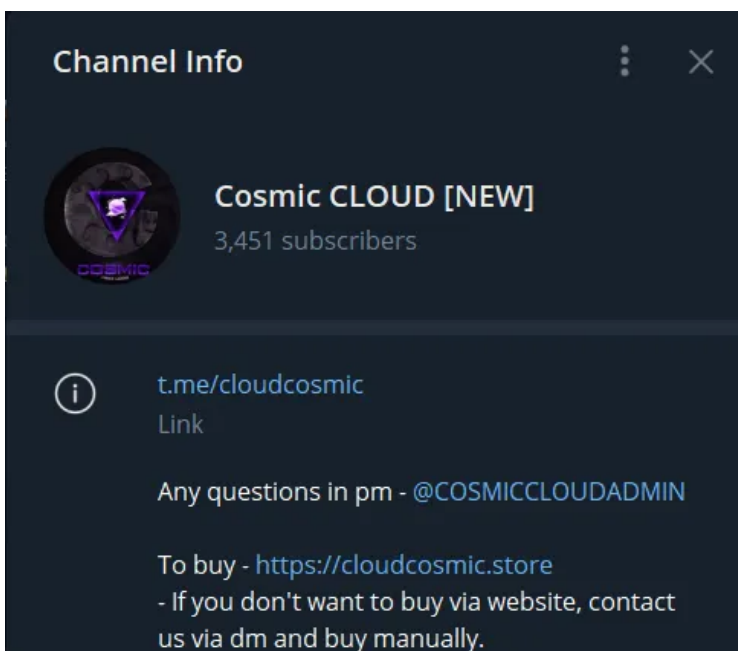 Channel Info
Cosmic CLOUD [NEW]
3,451 subscribers
COSMIC
t.me/cloudcosmic
Link
Any questions in pm - @COSMICCLOUDADMIN
To buy - https://cloudcosmic.store
- If you don't want to buy via website, contact
us via dm and buy manually.